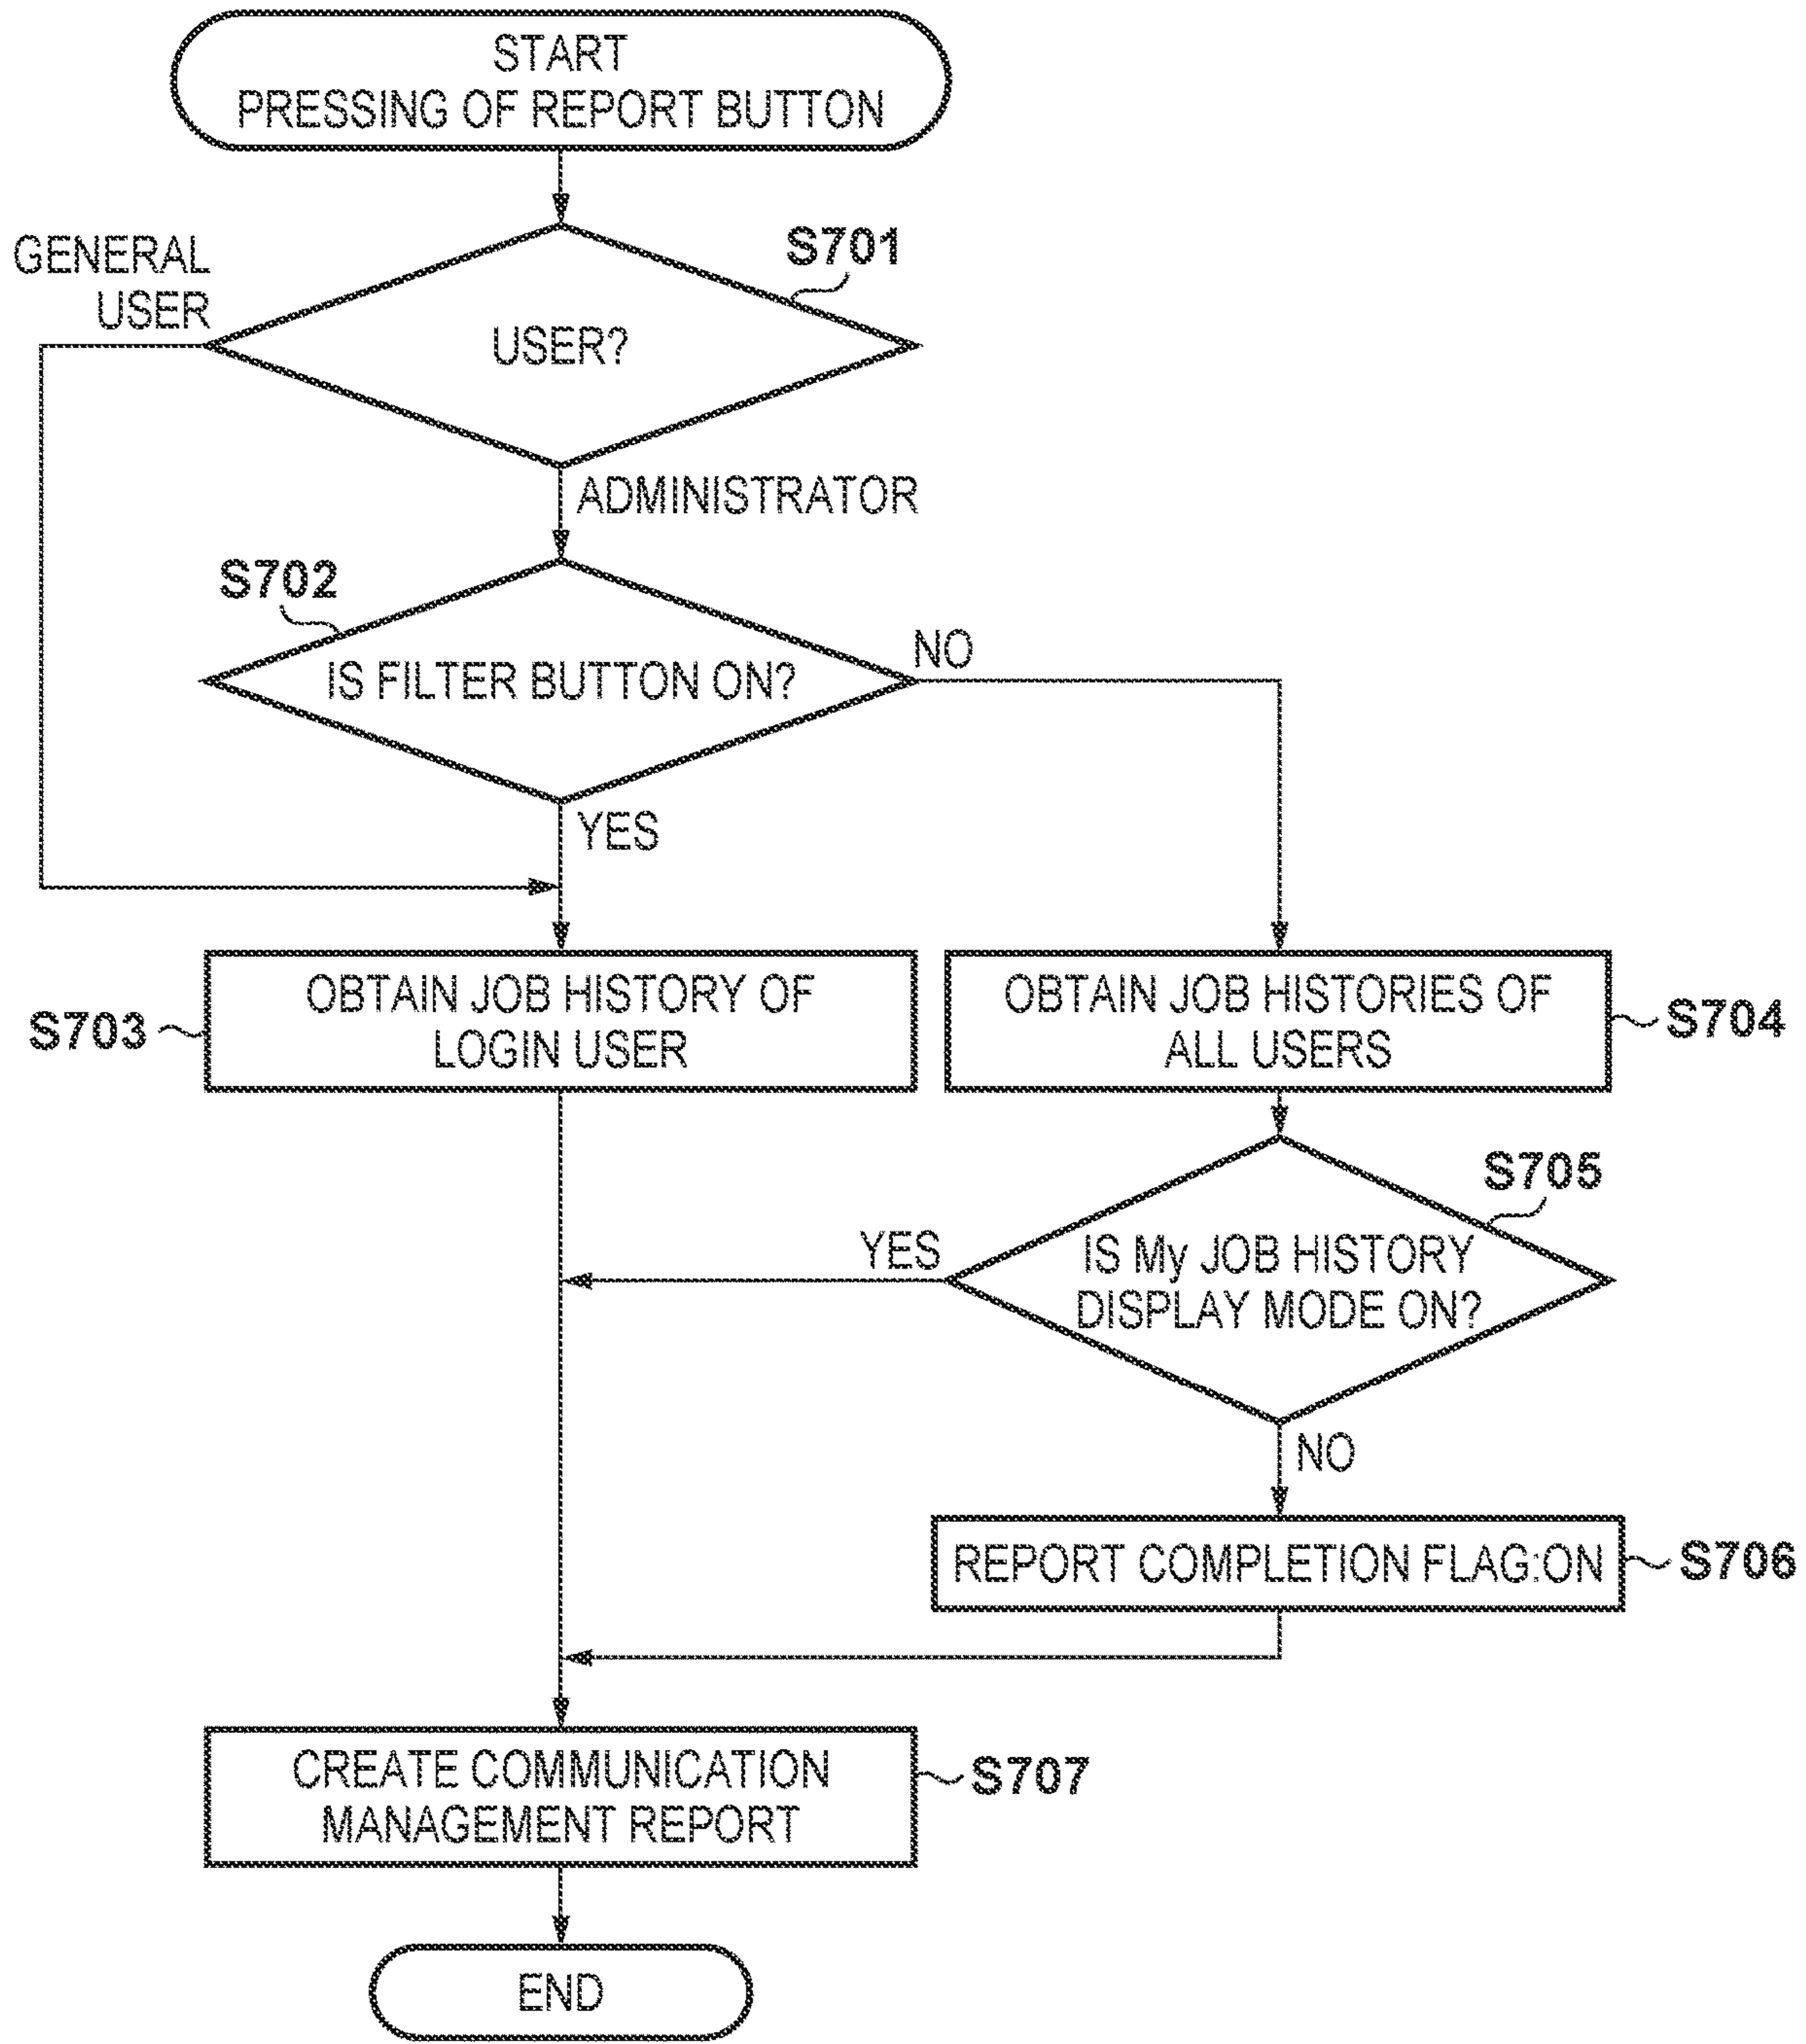 START
PRESSING OF REPORT BUTTON
GENERAL
USER
S701
USER?
ADMINISTRATOR
S702
IS FILTER BUTTON ON?
NO
YES
OBTAIN JOB HISTORY OF
LOGIN USER
S703
OBTAIN JOB HISTORIES OF
ALL USERS
S704
S705
IS My JOB HISTORY
DISPLAY MODE ON?
YES
NO
REPORT COMPLETION FLAG:ON
S706
CREATE COMMUNICATION
MANAGEMENT REPORT
S707
END